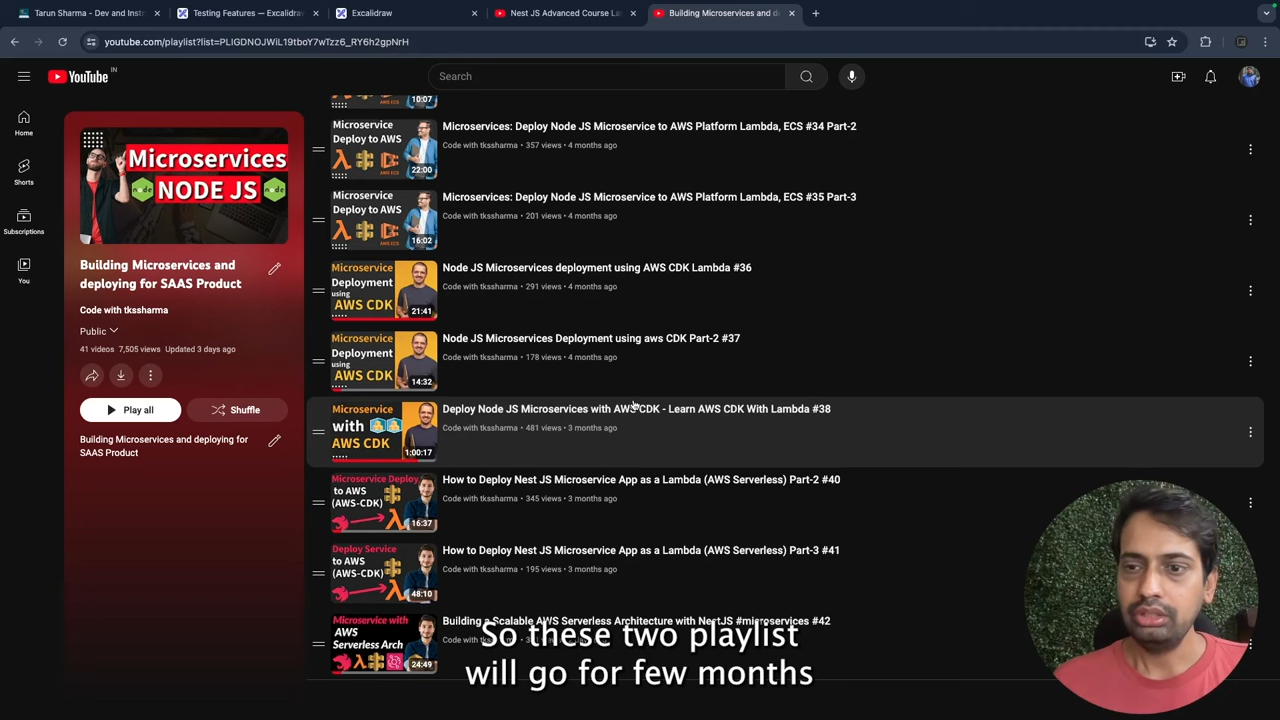 Tarun Sharma - Dev and Inst
Testing Features — Excalidraw
Excalidraw
Nest JS Advanced Course La
Building Microservices and d
youtube.com/playlist?list=PLIGDNOJWiL19tboY7wTzz6_RY6h2gpNrH
YouTube IN
Search
Home
Shorts
Subscriptions
You
Microservices
NODE JS
Building Microservices and
deploying for SAAS Product
Code with tkssharma
Public
41 videos 7,505 views Updated 3 days ago
Play all
Shuffle
Building Microservices and deploying for
SAAS Product
10:07
Microservice
Deploy to AWS
22:00
Microservices: Deploy Node JS Microservice to AWS Platform Lambda, ECS #34 Part-2
Code with tkssharma • 357 views • 4 months ago
Microservice
Deploy to AWS
16:02
Microservices: Deploy Node JS Microservice to AWS Platform Lambda, ECS #35 Part-3
Code with tkssharma • 201 views • 4 months ago
Microservice
Deployment
using
AWS CDK
21:41
Node JS Microservices deployment using AWS CDK Lambda #36
Code with tkssharma • 291 views • 4 months ago
Microservice
Deployment
using
AWS CDK
14:32
Node JS Microservices Deployment using aws CDK Part-2 #37
Code with tkssharma • 178 views • 4 months ago
Microservice
with
AWS CDK
1:00:17
Deploy Node JS Microservices with AWS CDK - Learn AWS CDK With Lambda #38
Code with tkssharma • 481 views • 3 months ago
Microservice Deploy
to AWS
(AWS-CDK)
16:37
How to Deploy Nest JS Microservice App as a Lambda (AWS Serverless) Part-2 #40
Code with tkssharma • 345 views • 3 months ago
Deploy Service
to AWS
(AWS-CDK)
48:10
How to Deploy Nest JS Microservice App as a Lambda (AWS Serverless) Part-3 #41
Code with tkssharma • 195 views • 3 months ago
Microservice with
AWS
Serverless Arch
24:49
Building Scalable AWS Serverless Architecture with NestJS #microservices #42
So these two playlist
will go for few months